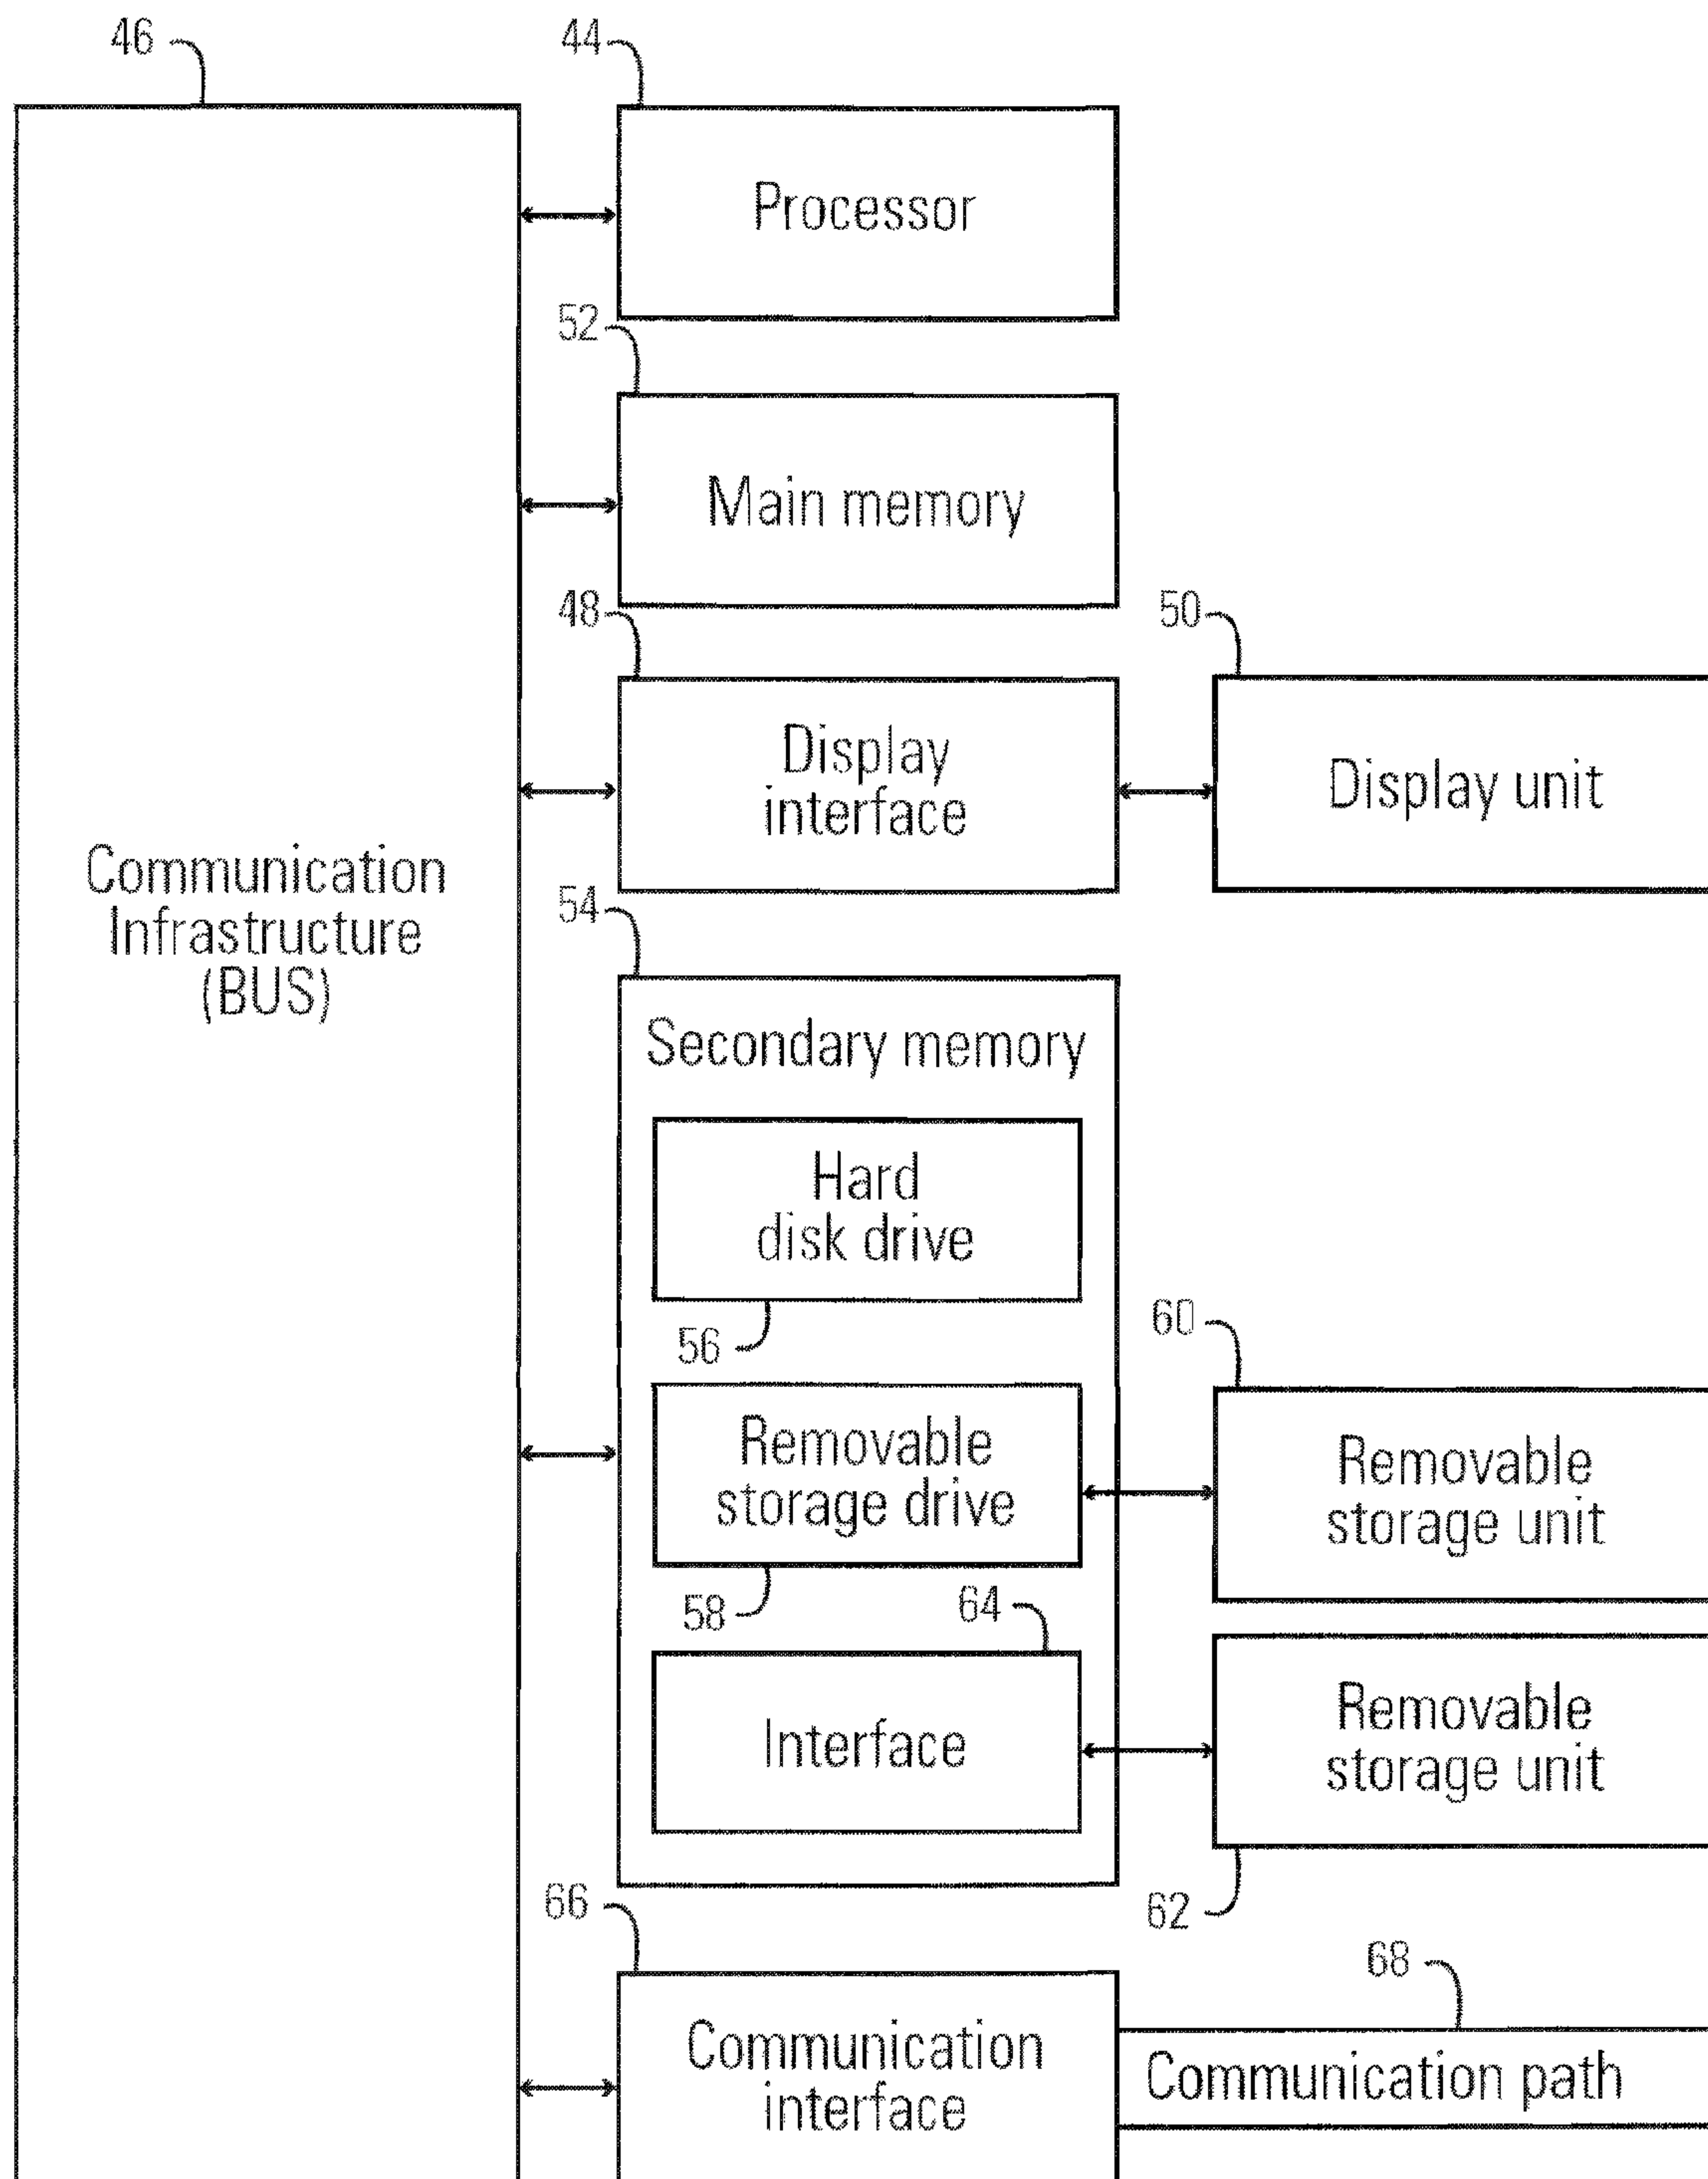 46
44
Processor
52
Main memory
48
50
Display
interface
Display unit
Communication
Infrastructure
(BUS)
54
Secondary memory
Hard
disk drive
56
60
Removable
storage drive
Removable
storage unit
58
64
Interface
Removable
storage unit
62
66
68
Communication
interface
Communication path